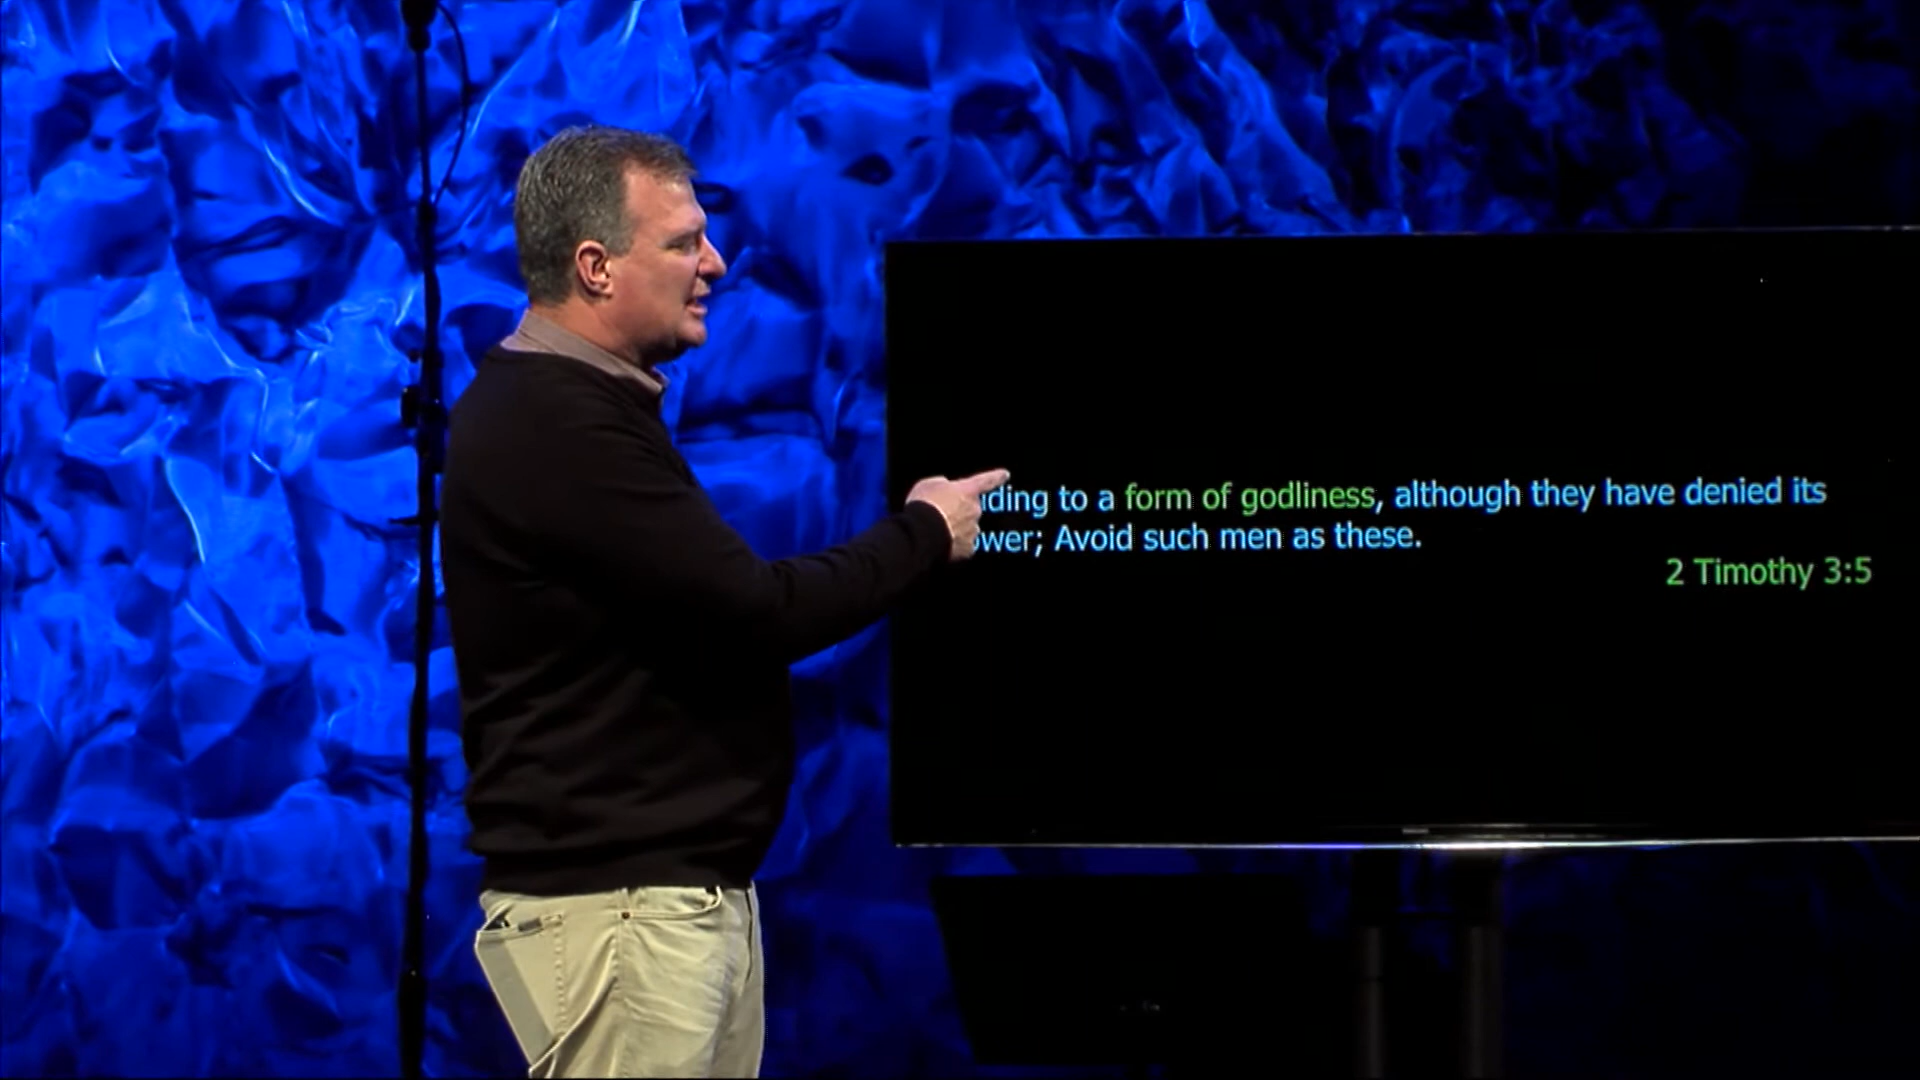 to a form of godliness, although they have denied its
Avoid such men as these.
2 Timothy 3:5